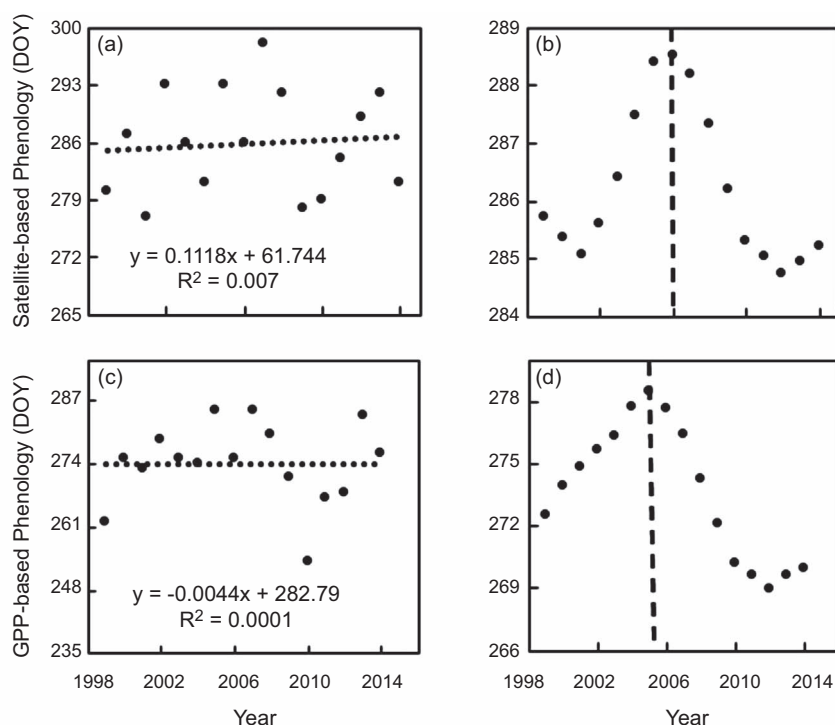 Satellite-based Phenology (DOY)
300
293
286
279
272
265
(a)
y = 0.1118x + 61.744
R² = 0.007
289
288
287
286
285
284
(b)
GPP-based Phenology (DOY)
287
274
261
248
235
(c)
y = -0.0044x + 282.79
R² = 0.0001
1998 2002 2006 2010 2014
Year
278
275
272
269
266
(d)
1998 2002 2006 2010 2014
Year